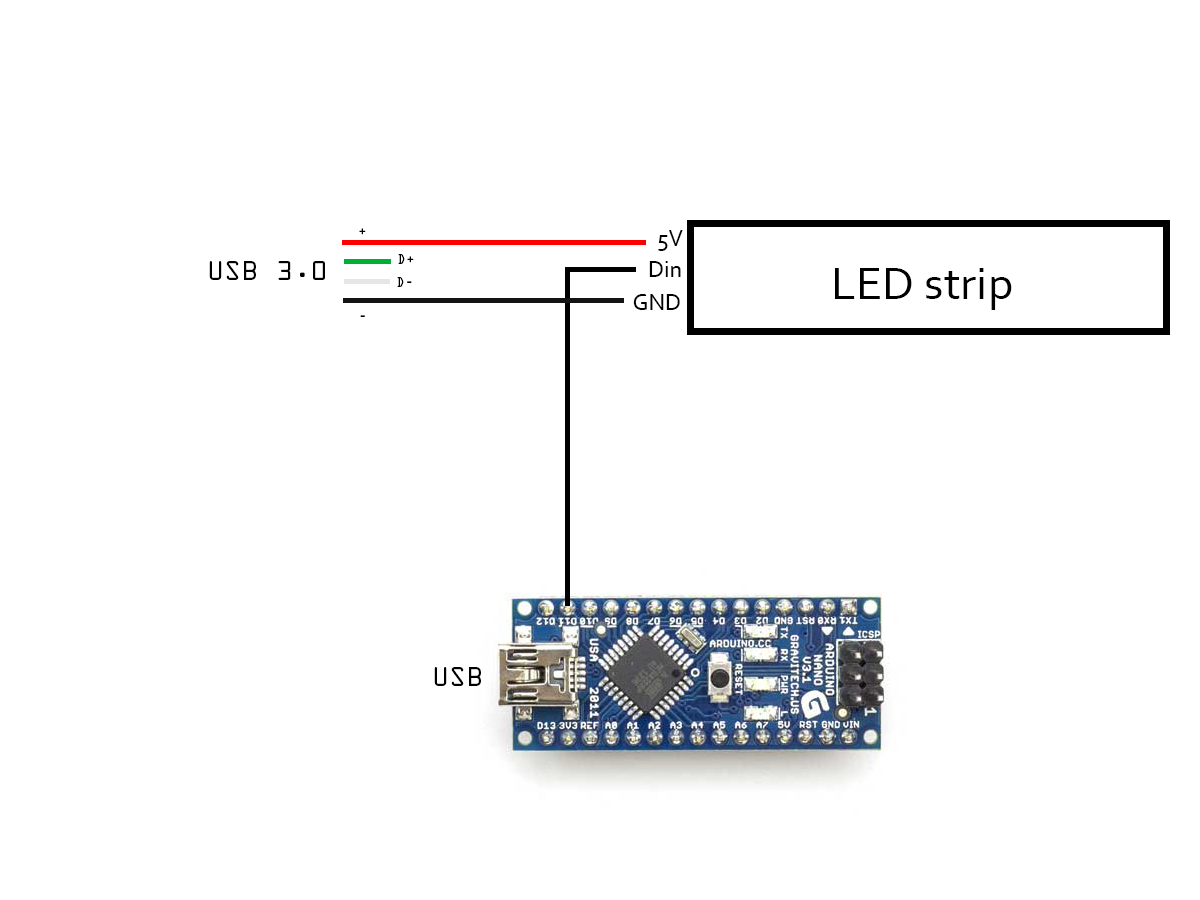 +
5V
D+
USB 3.0
Din
D-
GND
-
LED strip
D12 D11 D10 D9 D8 D7 D6 D5 D4 D3 D2 GND RST RX0 TX1
USB
USA
2011
ARDUINO.CC
RESET
TX
RX
PWR
L
GRAVITECH.US
ARDUINO
NANO
V3.1
ICSP
G
1
D13 3V3 REF A0 A1 A2 A3 A4 A5 A6 A7 5V RST GND VIN